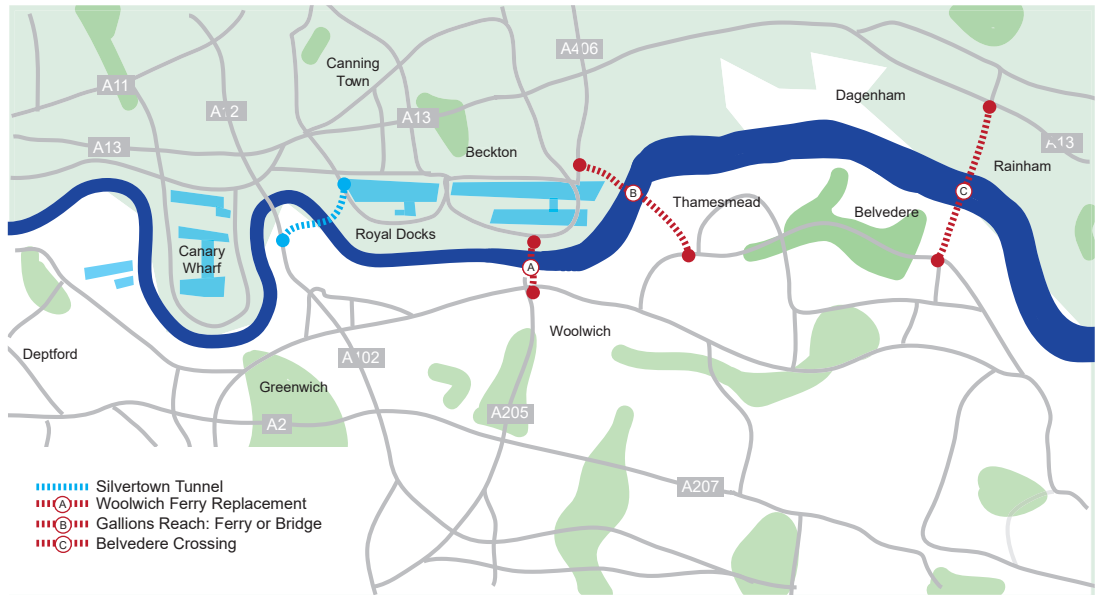 A406
Canning
Town
A11
Dagenham
A12
A13
A13
A13
Beckton
Rainham
B
C
Thamesmead
Belvedere
Royal Docks
Canary
Wharf
A
Woolwich
Deptford
A102
Greenwich
A205
A2
A207
Silvertown Tunnel
A Woolwich Ferry Replacement
B Gallions Reach: Ferry or Bridge
C Belvedere Crossing